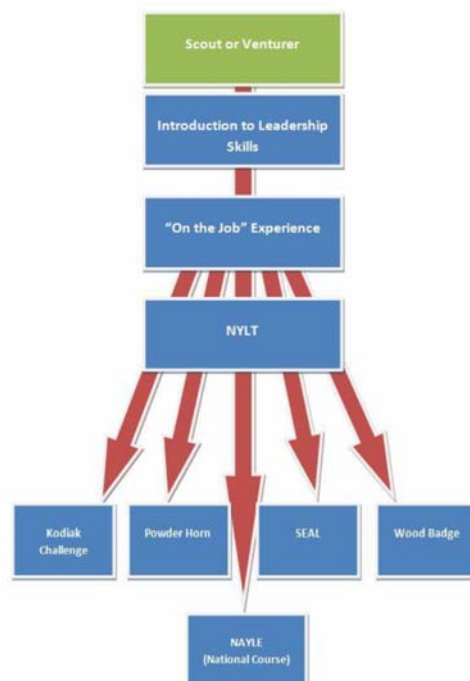 Scout or Venturer
Introduction to Leadership
Skills
“On the Job” Experience
NYLT
Kodiak
Challenge
Powder Horn
SEAL
Wood Badge
NAYLE
(National Course)